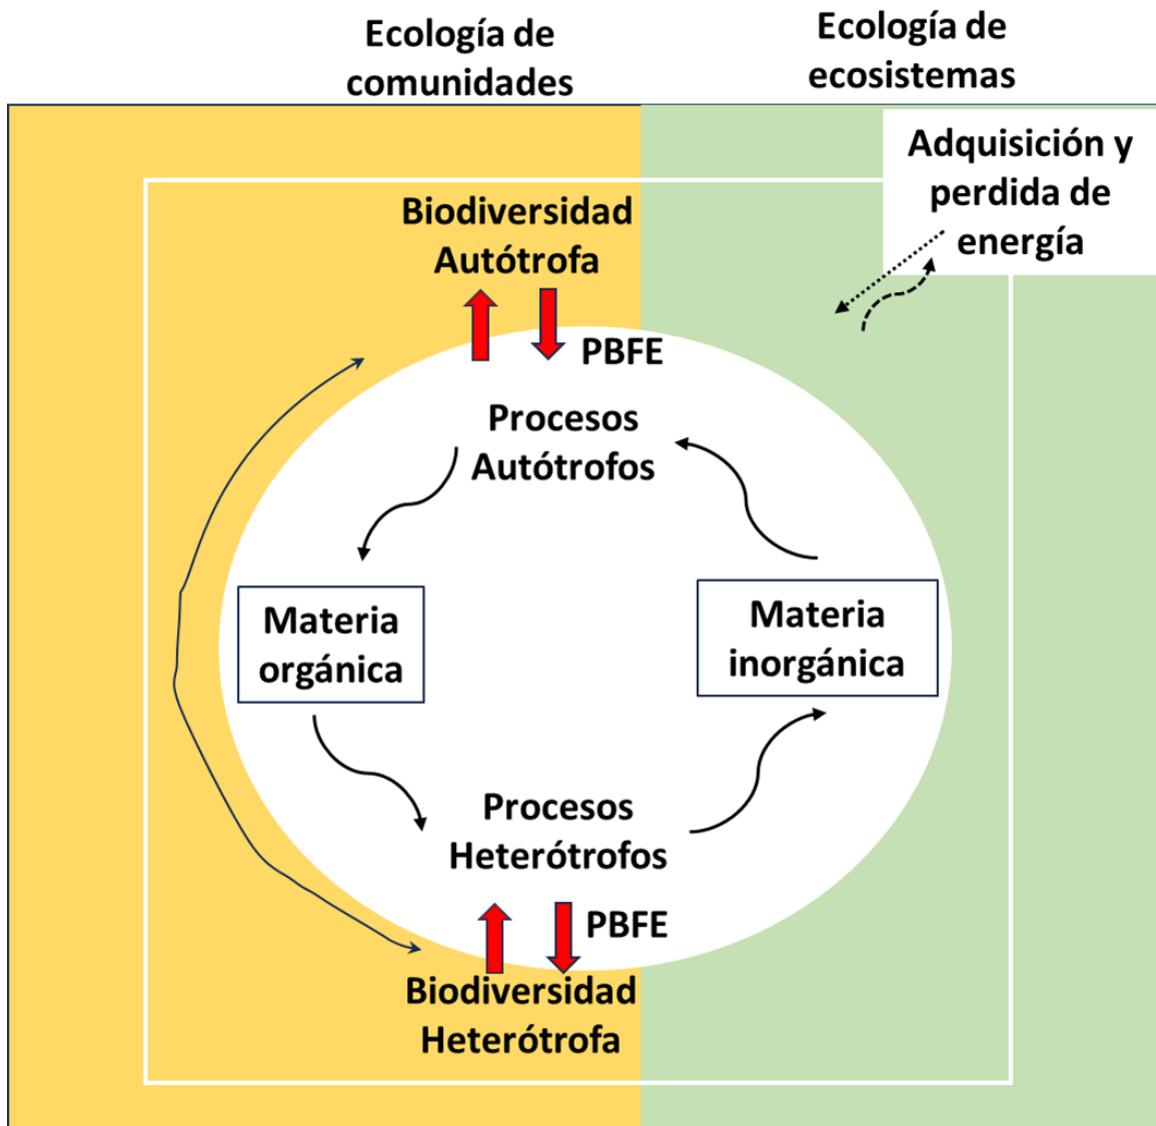 Ecología de
comunidades
Ecología de
ecosistemas
Adquisición y
perdida de
energía
Biodiversidad
Autótrofa
PBFE
Procesos
Autótrofos
Materia
orgánica
Materia
inorgánica
Procesos
Heterótrofos
PBFE
Biodiversidad
Heterótrofa